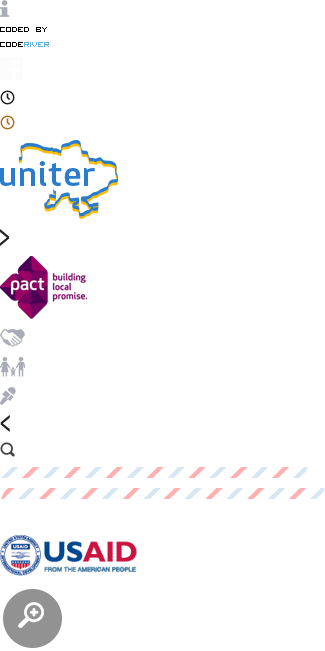 CODED BY
CODERIVER
uniter
pact
building
local
promise.
USAID
FROM THE AMERICAN PEOPLE